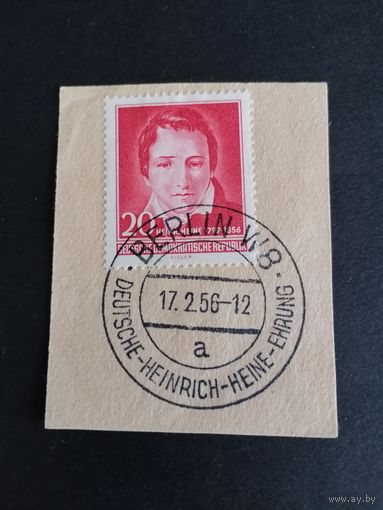 20
HEINRICH HEINE 1797-1856
DEUTSCHE DEMOKRATISCHE REPUBLIK
BERLIN W8
17.2.56-12
a
DEUTSCHE-HEINRICH-HEINE-EHRUNG
www.ay.by